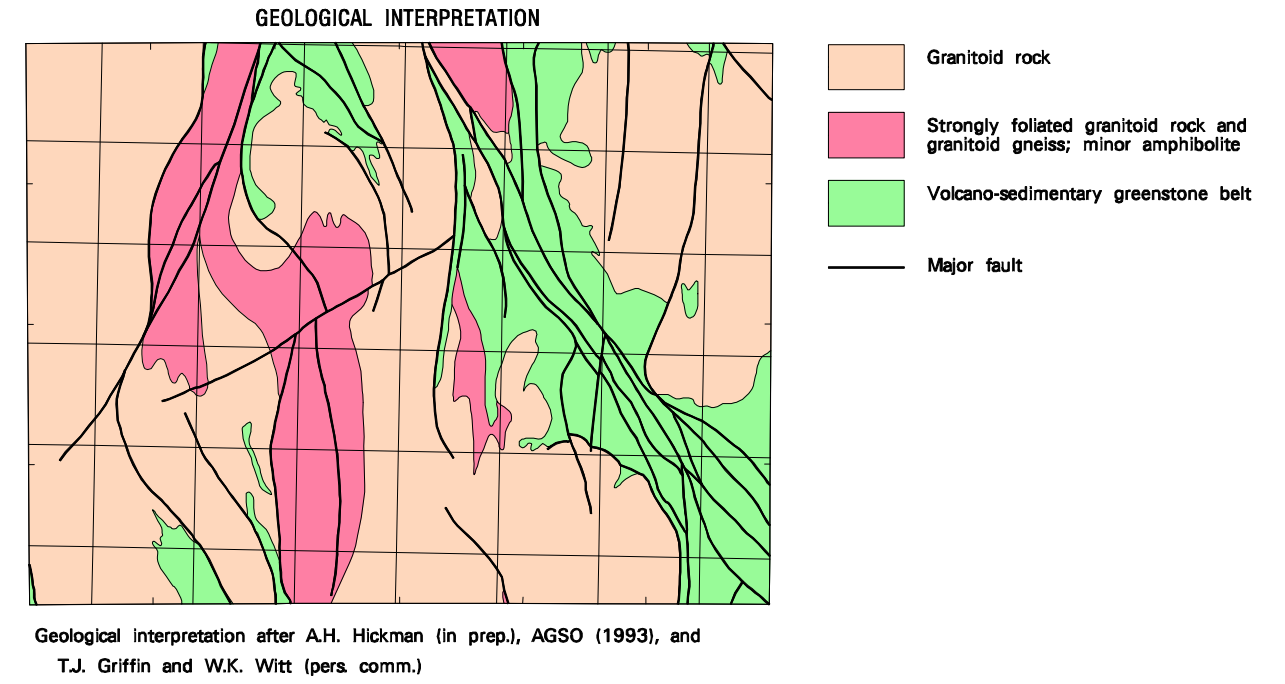 GEOLOGICAL INTERPRETATION
Granitoid rock
Strongly foliated granitoid rock and
granitoid gneiss; minor amphibolite
Volcano-sedimentary greenstone belt
Major fault
Geological interpretation after A.H. Hickman (in prep.), AGSO (1993), and
T.J. Griffin and W.K. Witt (pers. comm.)